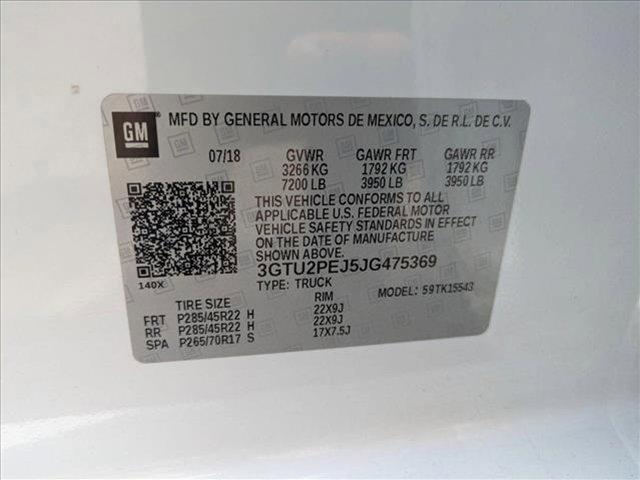 GM
MFD BY GENERAL MOTORS DE MEXICO, S. DE R.L. DE C.V.
07/18 GVWR GAWR FRT GAWR RR
3266 KG 1792 KG 1792 KG
7200 LB 3950 LB 3950 LB
THIS VEHICLE CONFORMS TO ALL
APPLICABLE U.S. FEDERAL MOTOR
VEHICLE SAFETY STANDARDS IN EFFECT
ON THE DATE OF MANUFACTURE
SHOWN ABOVE.
3GTU2PEJ5JG475369
140X TYPE: TRUCK MODEL: 59TK15543
TIRE SIZE RIM
FRT P285/45R22 H 22X9J
RR P285/45R22 H 22X9J
SPA P265/70R17 S 17X7.5J